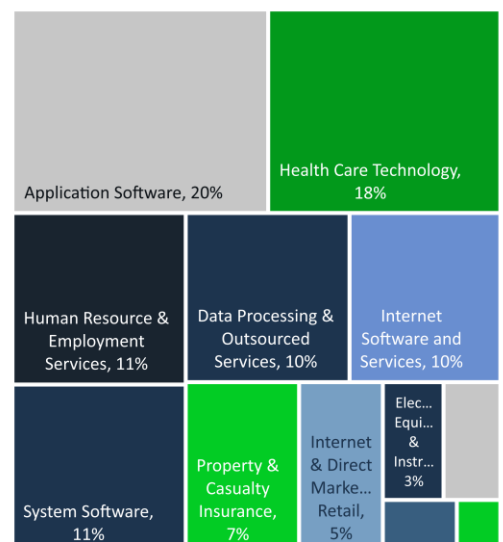 Application Software, 20%
Health Care Technology,
18%
Human Resource &
Employment
Services, 11%
Data Processing &
Outsourced
Services, 10%
Internet
Software and
Services, 10%
System Software,
11%
Property &
Casualty
Insurance,
7%
Internet
& Direct
Marke...
Retail,
5%
Elec...
Equi...
&
Instr...
3%